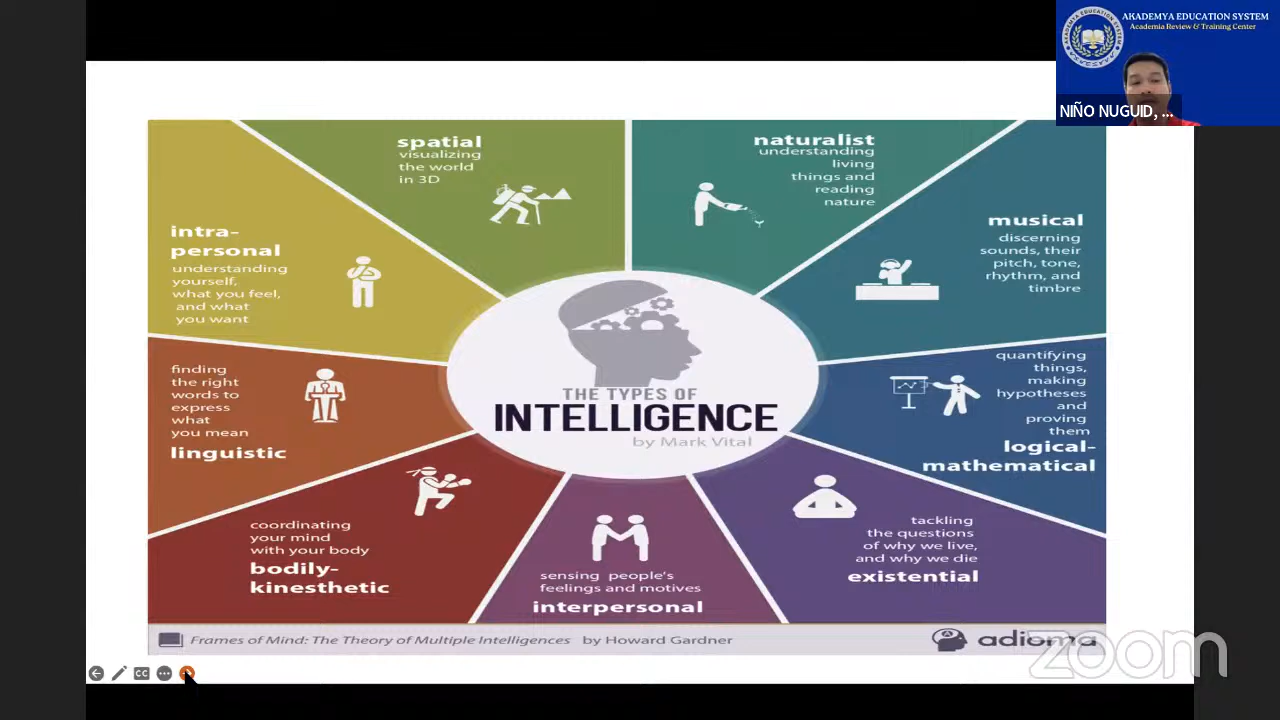 AKADEMYA EDUCATION SYSTEM
Academia Review & Training Center
NIÑO NUGUID, ...
spatial
visualizing
the world
in 3D
naturalist
understanding
living
things and
reading
nature
musical
discerning
sounds, their
pitch, tone,
rhythm, and
timbre
intra-
personal
understanding
yourself,
what you feel,
and what
you want
finding
the right
words to
express
what
you mean
linguistic
THE TYPES OF
INTELLIGENCE
by Mark Vital
quantifying
things,
making
hypotheses
and
proving
them
logical-
mathematical
coordinating
your mind
with your body
bodily-
kinesthetic
sensing people's
feelings and motives
interpersonal
tackling
the questions
of why we live,
and why we die
existential
Frames of Mind: The Theory of Multiple Intelligences by Howard Gardner
adioma
zoom
CC